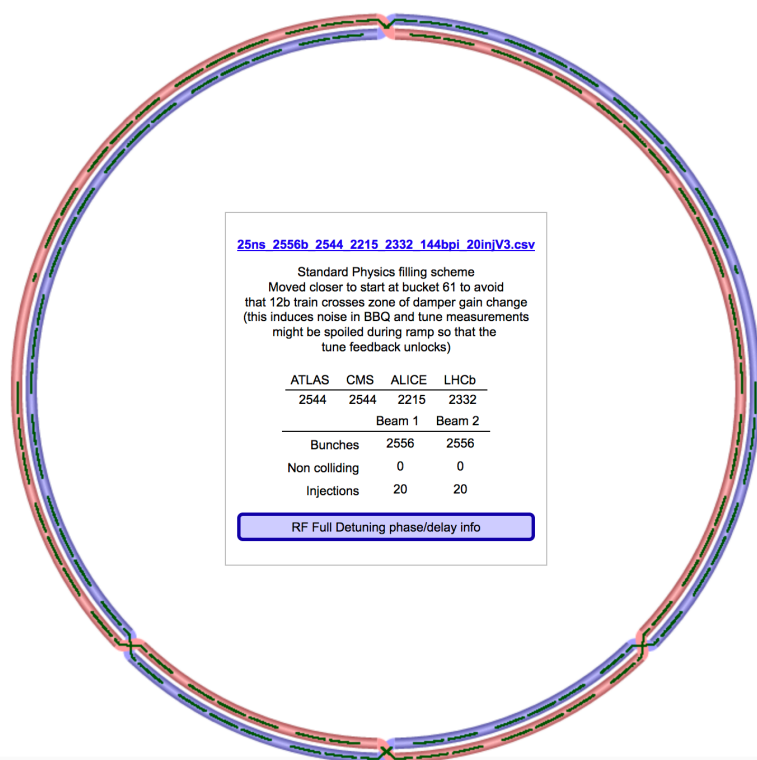 25ns_2556b_2544_2215_2332_144bpi_20injV3.csv
Standard Physics filling scheme
Moved closer to start at bucket 61 to avoid
that 12b train crosses zone of damper gain change
(this induces noise in BBQ and tune measurements
might be spoiled during ramp so that the
tune feedback unlocks)
ATLAS CMS ALICE LHCb
2544 2544 2215 2332
Beam 1 Beam 2
Bunches 2556 2556
Non colliding 0 0
Injections 20 20
RF Full Detuning phase/delay info